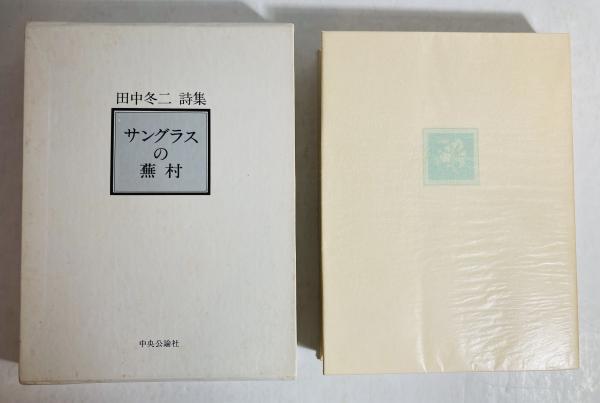 田中冬二 詩集
サングラス
の
蕪村
中央公論社